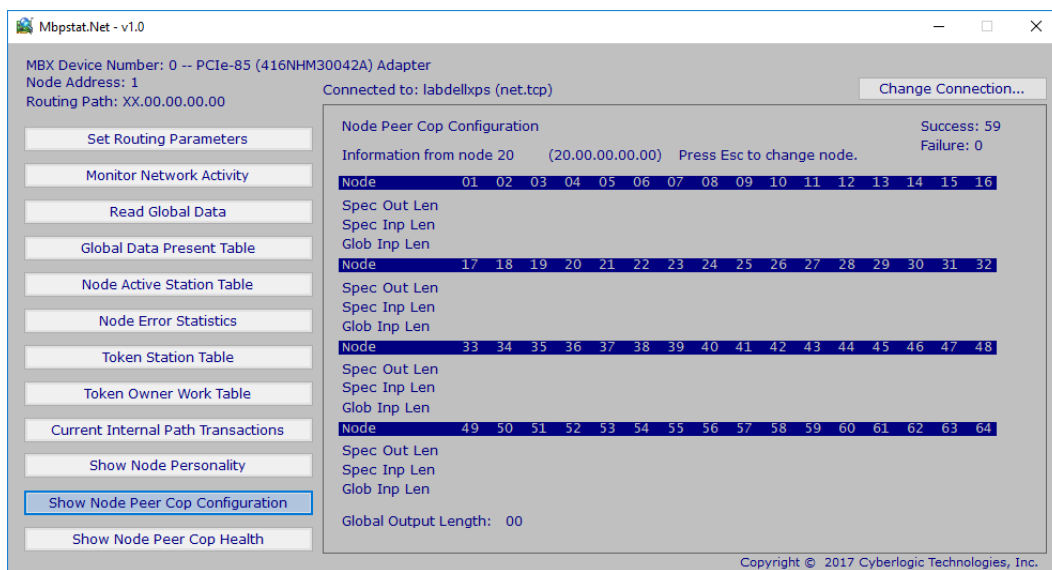 Mbpstat.Net - v1.0
MBX Device Number: 0 -- PCIe-85 (416NHM30042A) Adapter
Node Address: 1
Routing Path: XX.00.00.00.00
Connected to: labdellxps (net.tcp)
Change Connection...
Set Routing Parameters
Monitor Network Activity
Read Global Data
Global Data Present Table
Node Active Station Table
Node Error Statistics
Token Station Table
Token Owner Work Table
Current Internal Path Transactions
Show Node Personality
Show Node Peer Cop Configuration
Show Node Peer Cop Health
Node Peer Cop Configuration
Success: 59
Failure: 0
Information from node 20 (20.00.00.00.00) Press Esc to change node.
Node 01 02 03 04 05 06 07 08 09 10 11 12 13 14 15 16
Spec Out Len
Spec Inp Len
Glob Inp Len
Node 17 18 19 20 21 22 23 24 25 26 27 28 29 30 31 32
Spec Out Len
Spec Inp Len
Glob Inp Len
Node 33 34 35 36 37 38 39 40 41 42 43 44 45 46 47 48
Spec Out Len
Spec Inp Len
Glob Inp Len
Node 49 50 51 52 53 54 55 56 57 58 59 60 61 62 63 64
Spec Out Len
Spec Inp Len
Glob Inp Len
Global Output Length: 00
Copyright © 2017 Cyberlogic Technologies, Inc.